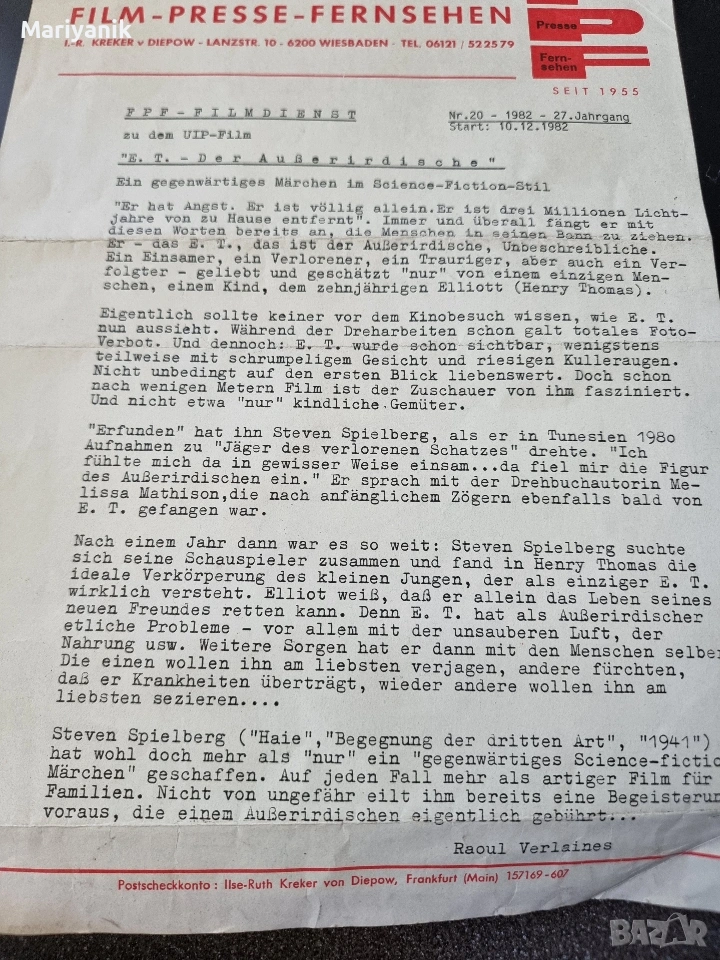 Mariyanik
FILM-PRESSE-FERNSEHEN
I.-R. KREKER v DIEPOW - LANZSTR. 10 - 6200 WIESBADEN - TEL. 06121 / 522579
Presse
Fern-
sehen
SEIT 1955
FPF-FILMDIENST
Nr.20 - 1982 - 27.Jahrgang
Start: 10.12.1982
zu dem UIP-Film
"E. T. - Der Außerirdische"
Ein gegenwärtiges Märchen im Science-Fiction-Stil
"Er hat Angst. Er ist völlig allein.Er ist drei Millionen Licht-
jahre von zu Hause entfernt". Immer und überall fängt er mit
diesen Worten bereits an, die Menschen in seinen Bann zu ziehen.
Er - das E. T., das ist der Außerirdische, Unbeschreibliche.
Ein Einsamer, ein Verlorener, ein Trauriger, aber auch ein Ver-
folgter - geliebt und geschätzt "nur" von einem einzigen Men-
schen, einem Kind, dem zehnjährigen Elliott (Henry Thomas).
Eigentlich sollte keiner vor dem Kinobesuch wissen, wie E. T.
nun aussieht. Während der Dreharbeiten schon galt totales Foto-
Verbot. Und dennoch: E. T. wurde schon sichtbar, wenigstens
teilweise mit schrumpeligem Gesicht und riesigen Kulleraugen.
Nicht unbedingt auf den ersten Blick liebenswert. Doch schon
nach wenigen Metern Film ist der Zuschauer von ihm fasziniert.
Und nicht etwa "nur" kindliche Gemüter.
"Erfunden" hat ihn Steven Spielberg, als er in Tunesien 198o
Aufnahmen zu "Jäger des verlorenen Schatzes" drehte. "Ich
fühlte mich da in gewisser Weise einsam...da fiel mir die Figur
des Außerirdischen ein." Er sprach mit der Drehbuchautorin Me-
lissa Mathison,die nach anfänglichem Zögern ebenfalls bald von
E. T. gefangen war.
Nach einem Jahr dann war es so weit: Steven Spielberg suchte
sich seine Schauspieler zusammen und fand in Henry Thomas die
ideale Verkörperung des kleinen Jungen, der als einziger E. T.
wirklich versteht. Elliot weiß, daß er allein das Leben seines
neuen Freundes retten kann. Denn E. T. hat als Außerirdischer
etliche Probleme - vor allem mit der unsauberen Luft, der
Nahrung usw. Weitere Sorgen hat er dann mit den Menschen selber
Die einen wollen ihn am liebsten verjagen, andere fürchten,
daß er Krankheiten überträgt, wieder andere wollen ihn am
liebsten sezieren....
Steven Spielberg ("Haie","Begegnung der dritten Art", "1941")
hat wohl doch mehr als "nur" ein "gegenwärtiges Science-fictio
Märchen" geschaffen. Auf jeden Fall mehr als artiger Film für
Familien. Nicht von ungefähr eilt ihm bereits eine Begeisterun
voraus, die einem Außerirdischen eigentlich gebührt...
Raoul Verlaines
Postscheckkonto : Ilse-Ruth Kreker von Diepow, Frankfurt (Main) 157169-607
BAZAR